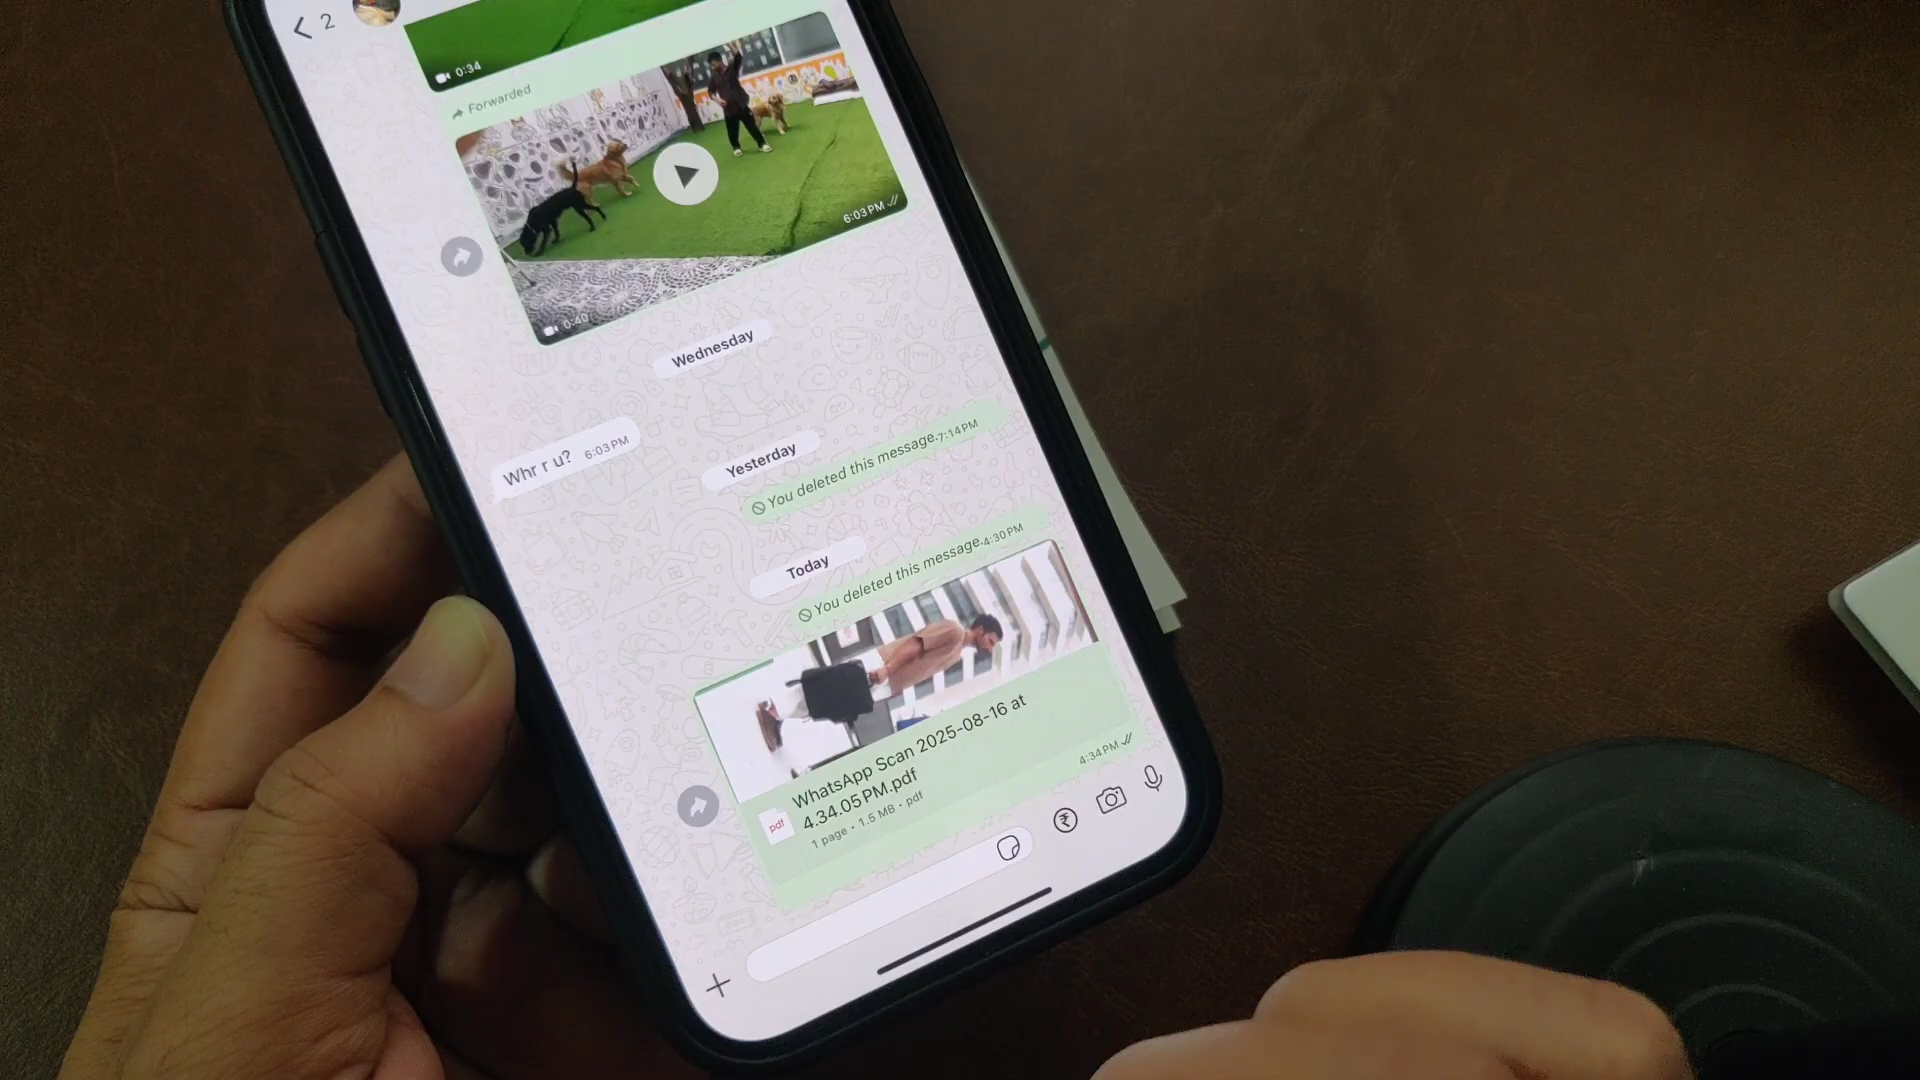 2
0:34
Forwarded
6:03 PM
0:40
Wednesday
Whr r u? 6:03 PM
Yesterday
You deleted this message. 7:14 PM
Today
You deleted this message. 4:30 PM
WhatsApp Scan 2025-08-16 at
4.34.05 PM.pdf
pdf
1 page • 1.5 MB • pdf
4:34 PM
₹